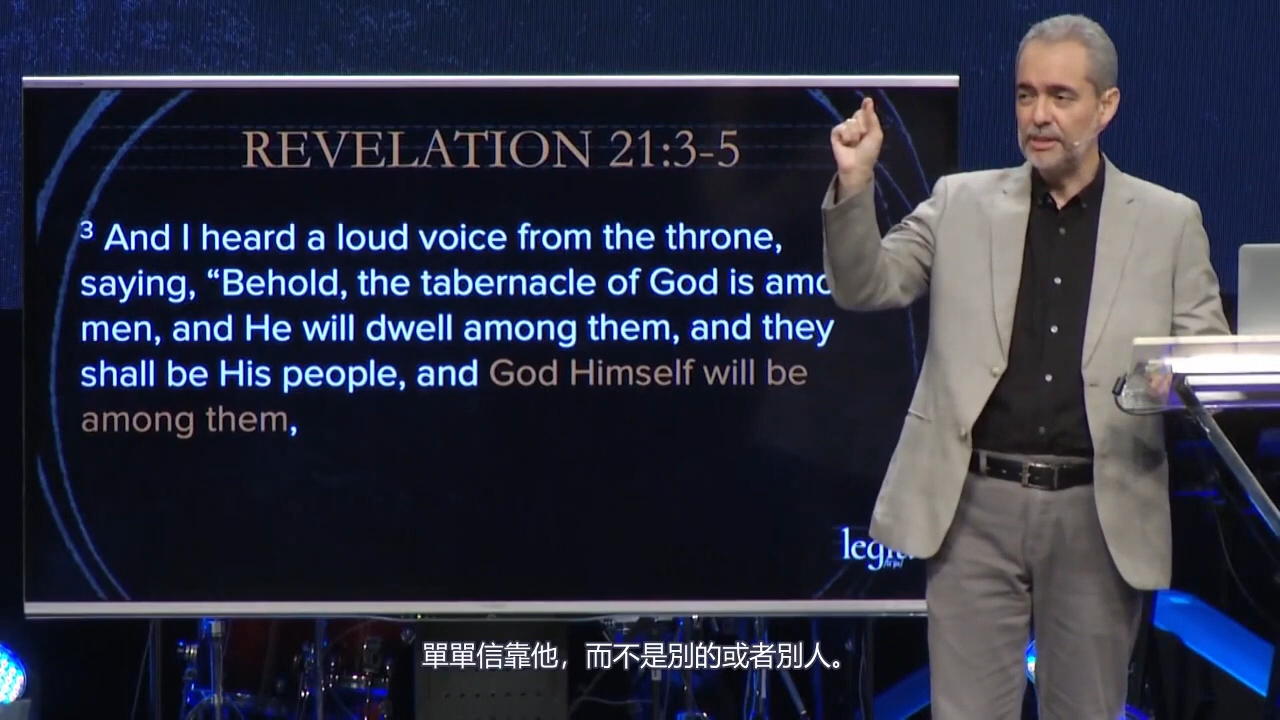 REVELATION 21:3-5
3 And I heard a loud voice from the throne,
saying, “Behold, the tabernacle of God is
men, and He will dwell among them, and they
shall be His people, and God Himself will be
among them,
單單信靠他，而不是別的或者別人。